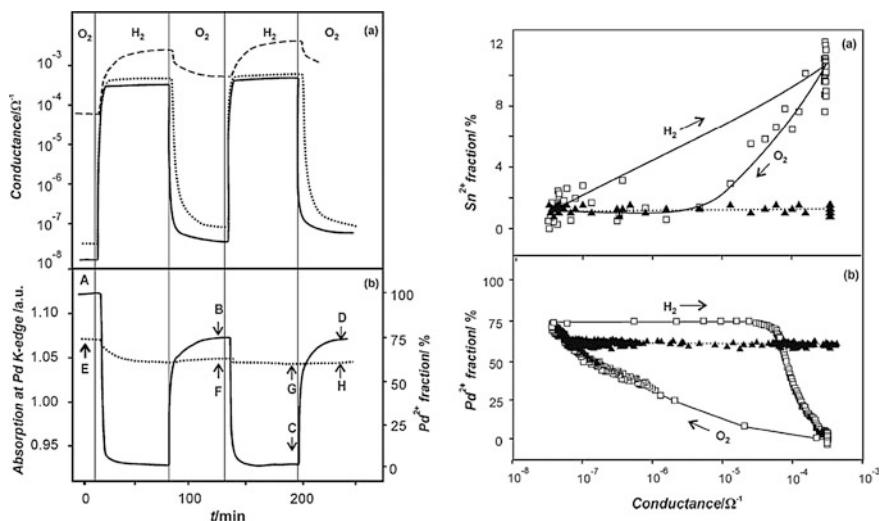 O₂ H₂ O₂ H₂ O₂ (a)
Conductance/Ω⁻¹
10⁻³
10⁻⁴
10⁻⁵
10⁻⁶
10⁻⁷
10⁻⁸
A (b)
B D
E F G H
C
Absorption at Pd K-edge /a.u.
1.10
1.05
1.00
0.95
100
75
50
25
0
Pd²⁺ fraction/ %
0 100 200
t/min
(a)
Sn²⁺ fraction/ %
12
10
8
6
4
2
0
H₂
O₂
(b)
Pd²⁺ fraction/ %
100
75
50
25
0
H₂
O₂
10⁻⁸ 10⁻⁷ 10⁻⁶ 10⁻⁵ 10⁻⁴ 10⁻³
Conductance/Ω⁻¹